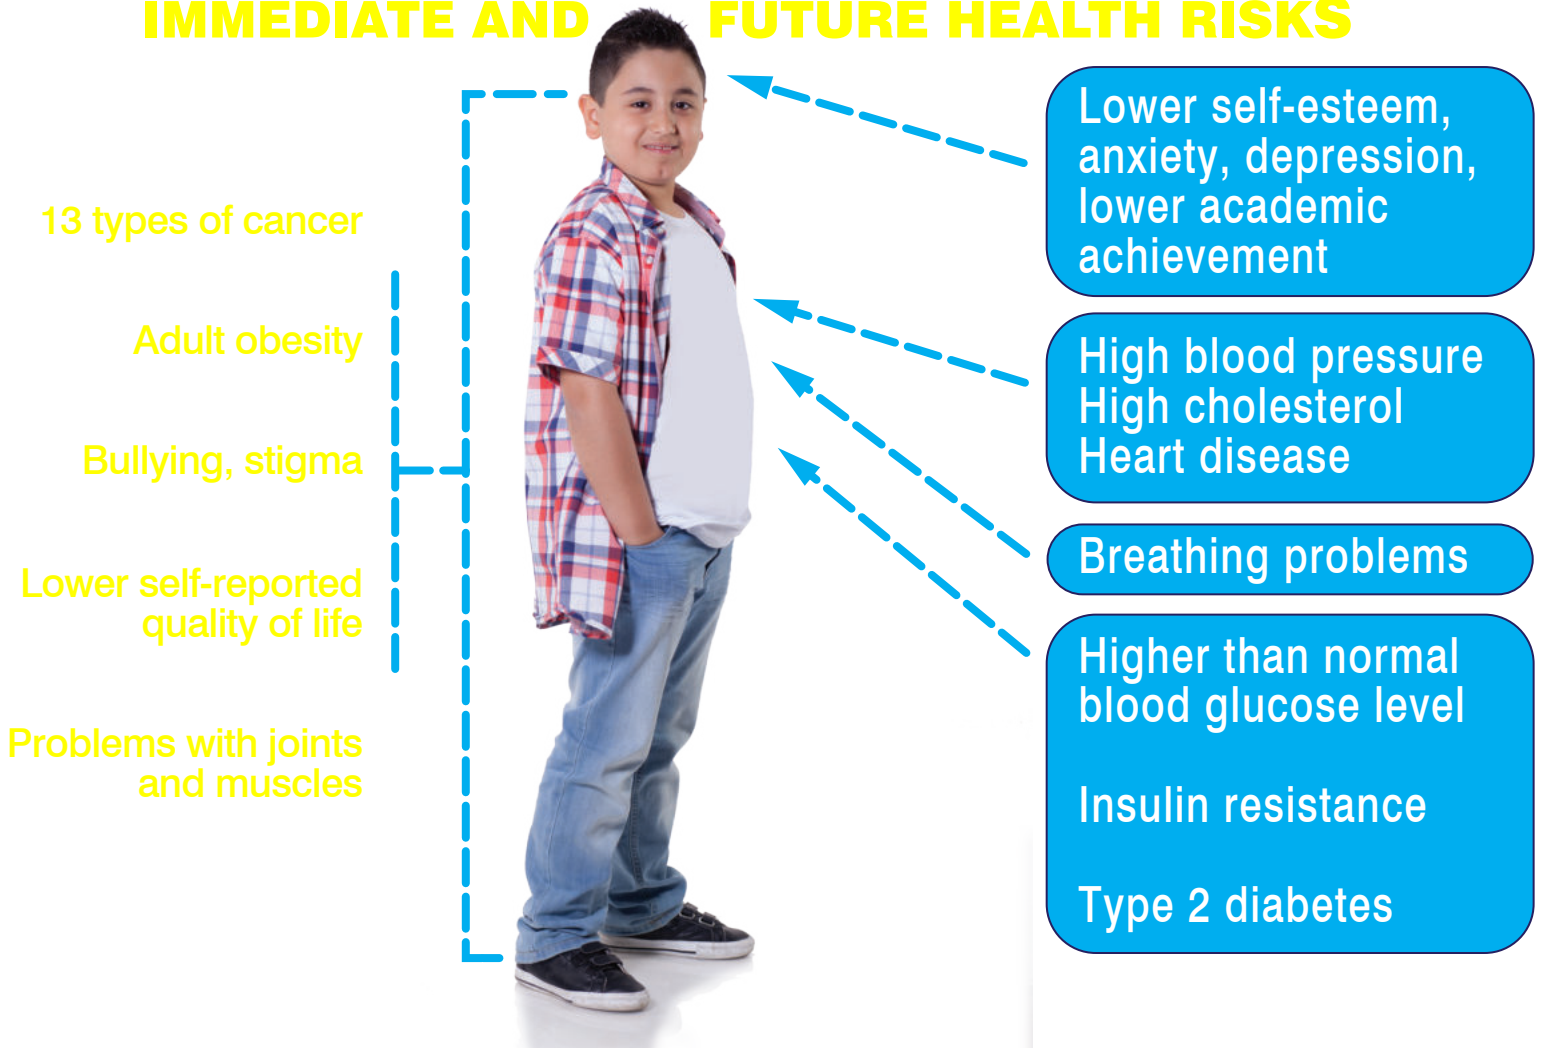 IMMEDIATE AND FUTURE HEALTH RISKS
13 types of cancer
Adult obesity
Bullying, stigma
Lower self-reported
quality of life
Problems with joints
and muscles
Lower self-esteem,
anxiety, depression,
lower academic
achievement
High blood pressure
High cholesterol
Heart disease
Breathing problems
Higher than normal
blood glucose level
Insulin resistance
Type 2 diabetes